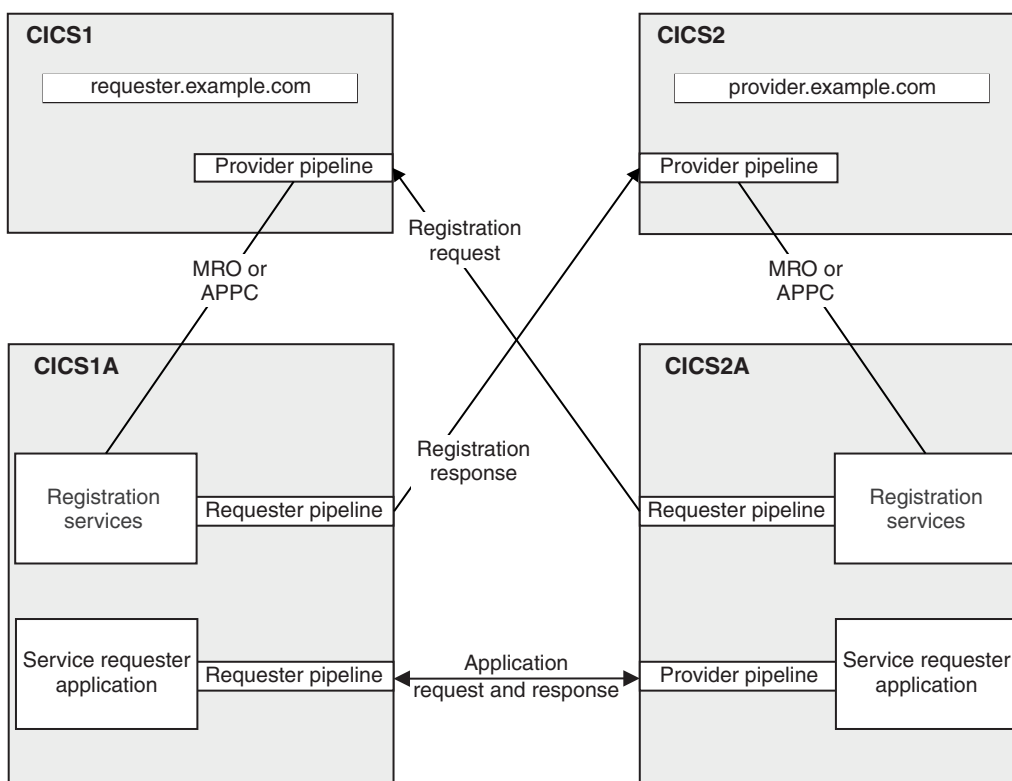 CICS1
requester.example.com
Provider pipeline
CICS2
provider.example.com
Provider pipeline
Registration
request
MRO or
APPC
MRO or
APPC
CICS1A
Registration
services
Requester pipeline
Service requester
application
Requester pipeline
Registration
response
Application
request and response
CICS2A
Requester pipeline
Registration
services
Provider pipeline
Service requester
application